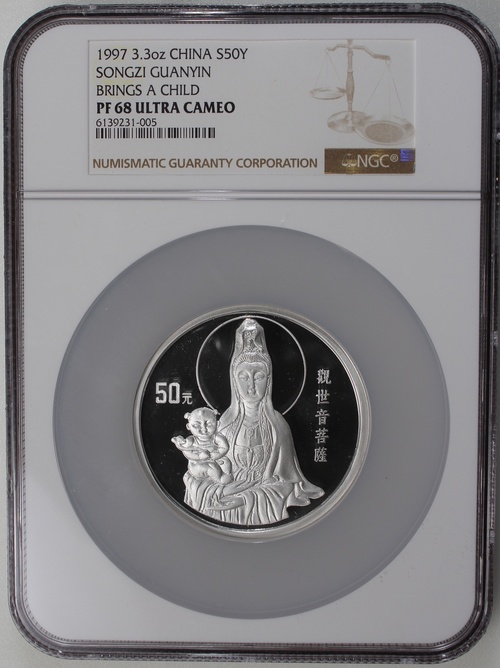 1997 3.3oz CHINA S50Y
SONGZI GUANYIN
BRINGS A CHILD
PF 68 ULTRA CAMEO
6139231-005
NUMISMATIC GUARANTY CORPORATION
NGC®
50元
觀世音菩薩